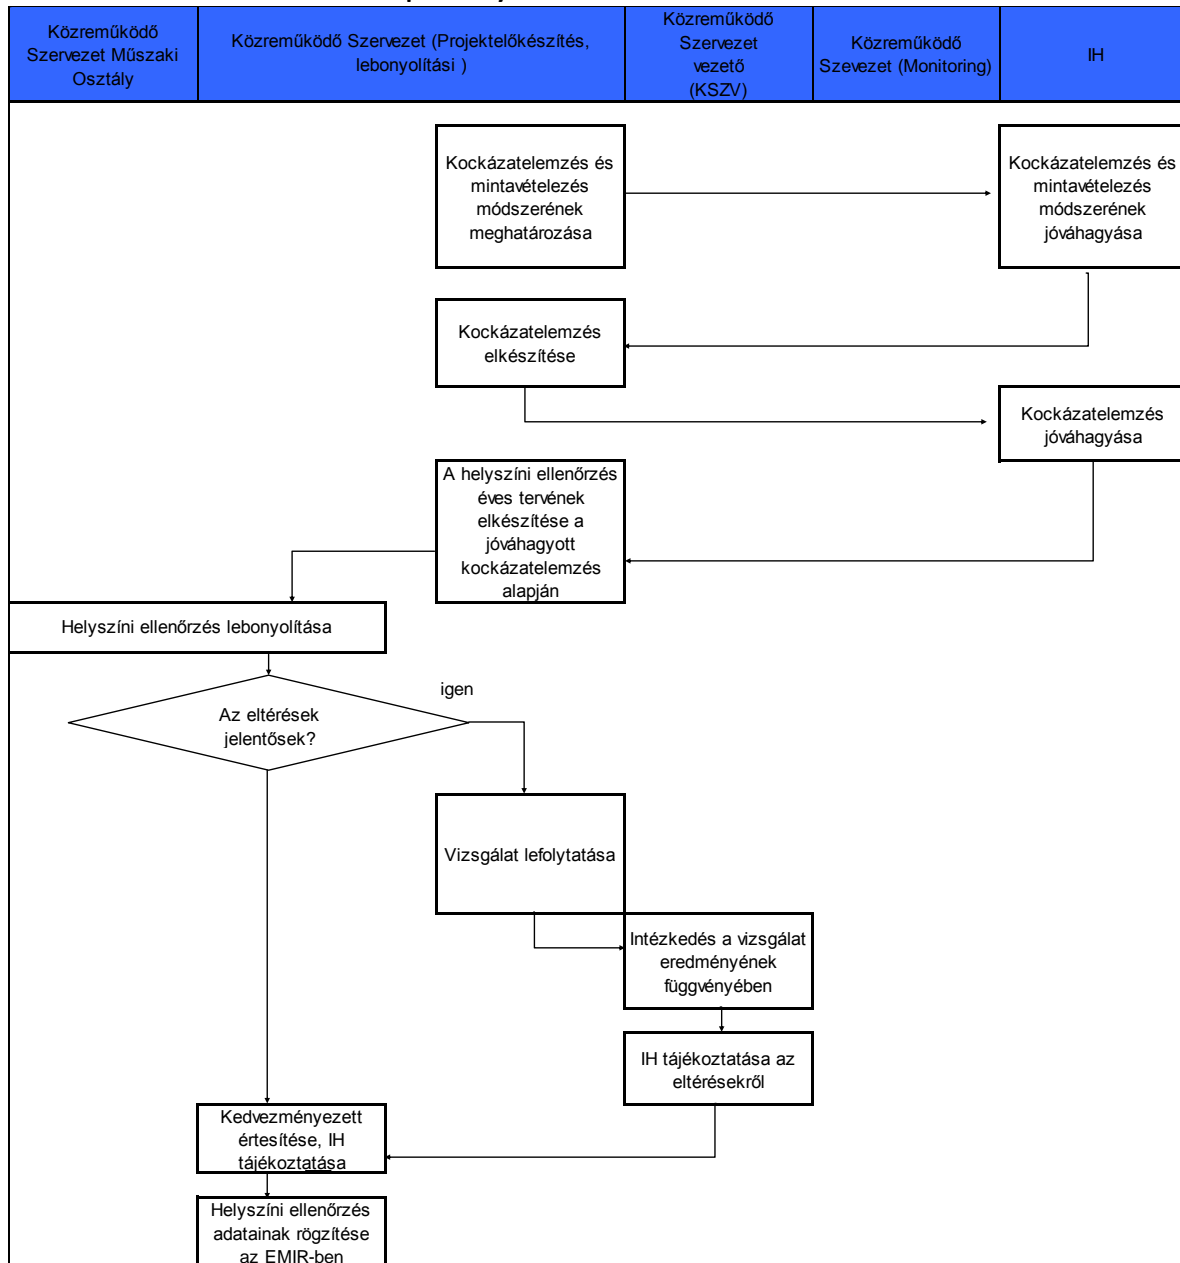 Közreműködő
Szervezet Műszaki
Osztály
Közreműködő Szervezet (Projektelőkészítés,
lebonyolítási )
Közreműködő
Szervezet
vezető
(KSZV)
Közreműködő
Szevezet (Monitoring)
IH
Kockázatelemzés és
mintavételezés
módszerének
meghatározása
Kockázatelemzés és
mintavételezés
módszerének
jóváhagyása
Kockázatelemzés
elkészítése
Kockázatelemzés
jóváhagyása
A helyszíni ellenőrzés
éves tervének
elkészítése a
jóváhagyott
kockázatelemzés
alapján
Helyszíni ellenőrzés lebonyolítása
igen
Az eltérések
jelentősek?
Vizsgálat lefolytatása
Intézkedés a vizsgálat
eredményének
függvényében
IH tájékoztatása az
eltérésekről
Kedvezményezett
értesítése, IH
tájékoztatása
Helyszíni ellenőrzés
adatainak rögzítése
az EMIR-ben